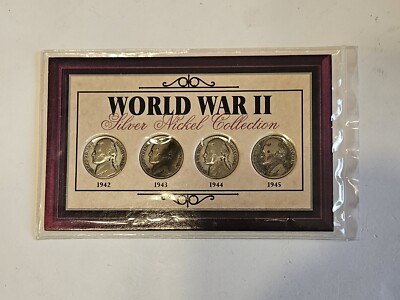 WORLD WAR II
Silver Nickel Collection
1942 1943 1944 1945